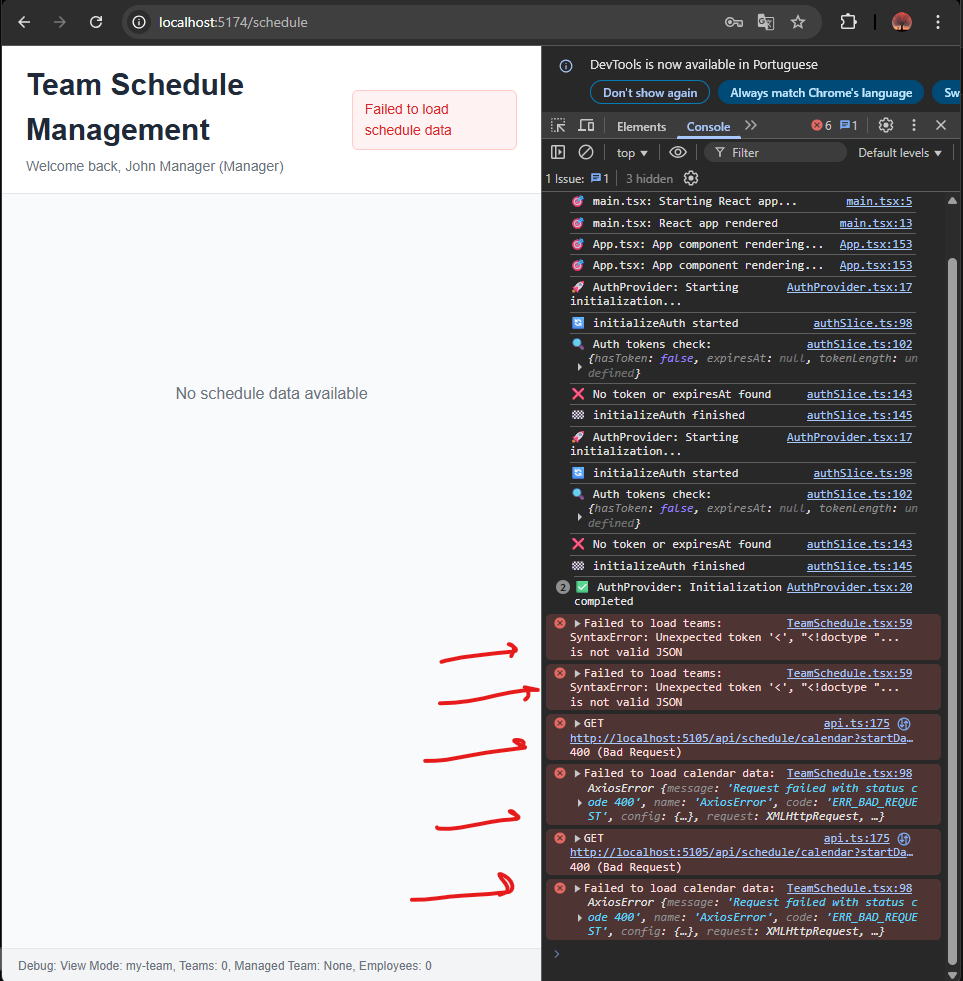 localhost:5174/schedule
Team Schedule
Management
Welcome back, John Manager (Manager)
Failed to load
schedule data
No schedule data available
Debug: View Mode: my-team, Teams: 0, Managed Team: None, Employees: 0
DevTools is now available in Portuguese
Don't show again
Always match Chrome's language
Sw
Elements
Console
6
1
top
Filter
Default levels
1 Issue:
1
3 hidden
main.tsx: Starting React app... main.tsx:5
main.tsx: React app rendered main.tsx:13
App.tsx: App component rendering... App.tsx:153
App.tsx: App component rendering... App.tsx:153
AuthProvider: Starting AuthProvider.tsx:17
initialization...
initializeAuth started authSlice.ts:98
Auth tokens check: authSlice.ts:102
{hasToken: false, expiresAt: null, tokenLength: un
defined}
No token or expiresAt found authSlice.ts:143
initializeAuth finished authSlice.ts:145
AuthProvider: Starting AuthProvider.tsx:17
initialization...
initializeAuth started authSlice.ts:98
Auth tokens check: authSlice.ts:102
{hasToken: false, expiresAt: null, tokenLength: un
defined}
No token or expiresAt found authSlice.ts:143
initializeAuth finished authSlice.ts:145
2 AuthProvider: Initialization AuthProvider.tsx:20
completed
Failed to load teams: TeamSchedule.tsx:59
SyntaxError: Unexpected token '<', "<!doctype "...
is not valid JSON
Failed to load teams: TeamSchedule.tsx:59
SyntaxError: Unexpected token '<', "<!doctype "...
is not valid JSON
GET api.ts:175
http://localhost:5105/api/schedule/calendar?startDa…
400 (Bad Request)
Failed to load calendar data: TeamSchedule.tsx:98
AxiosError {message: 'Request failed with status c
ode 400', name: 'AxiosError', code: 'ERR_BAD_REQUE
ST', config: {…}, request: XMLHttpRequest, …}
GET api.ts:175
http://localhost:5105/api/schedule/calendar?startDa…
400 (Bad Request)
Failed to load calendar data: TeamSchedule.tsx:98
AxiosError {message: 'Request failed with status c
ode 400', name: 'AxiosError', code: 'ERR_BAD_REQUE
ST', config: {…}, request: XMLHttpRequest, …}